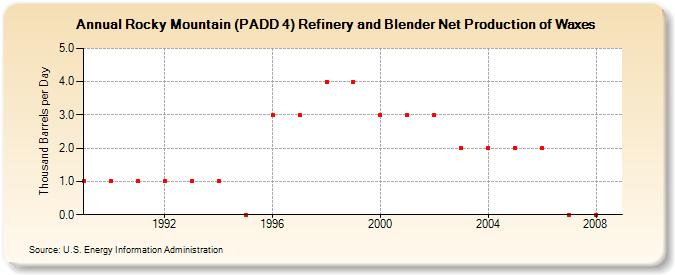 Annual Rocky Mountain (PADD 4) Refinery and Blender Net Production of Waxes
Thousand Barrels per Day
5.0
4.0
3.0
2.0
1.0
0.0
1992 1996 2000 2004 2008
Source: U.S. Energy Information Administration